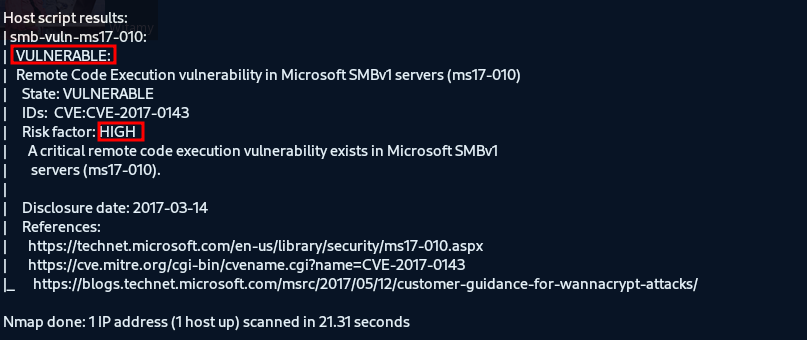 Host script results:
|smb-vuln-ms17-010:
| VULNERABLE:
| Remote Code Execution vulnerability in Microsoft SMBv1 servers (ms17-010)
| State: VULNERABLE
| IDs: CVE:CVE-2017-0143
| Risk factor: HIGH
| A critical remote code execution vulnerability exists in Microsoft SMBv1
| servers (ms17-010).
|
| Disclosure date: 2017-03-14
| References:
| https://technet.microsoft.com/en-us/library/security/ms17-010.aspx
| https://cve.mitre.org/cgi-bin/cvename.cgi?name=CVE-2017-0143
|_ https://blogs.technet.microsoft.com/msrc/2017/05/12/customer-guidance-for-wannacrypt-attacks/
Nmap done: 1 IP address (1 host up) scanned in 21.31 seconds